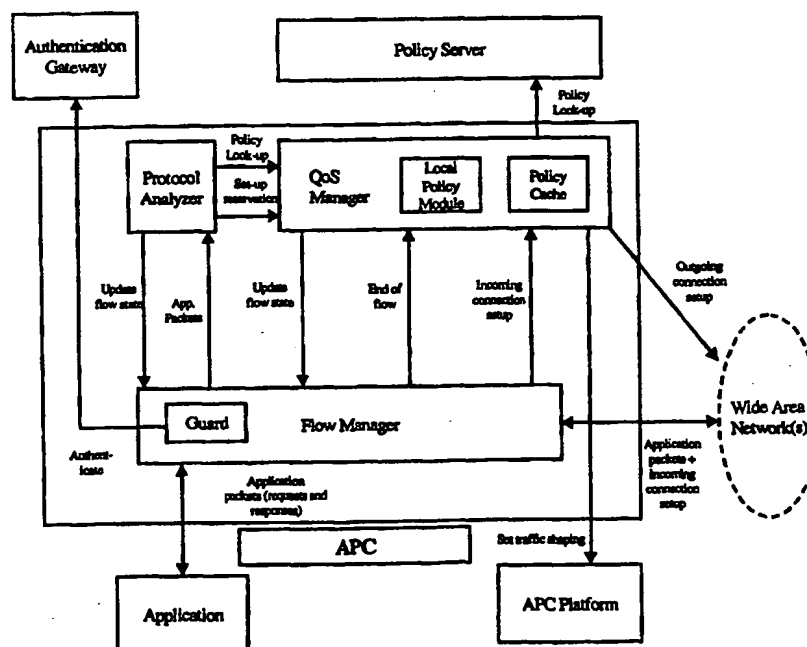 Authentication
Gateway
Policy Server
Policy
Look-up
Protocol
Analyzer
Policy
Look-up
Set-up
reservation
QoS
Manager
Local
Policy
Module
Policy
Cache
Update
flow state
App.
Packets
Update
flow state
End of
flow
Incoming
connection
setup
Outgoing
connection
setup
Guard
Flow Manager
Wide Area
Network(s)
Authent-
icate
Application
packets (requests and
responses)
Application
packets +
incoming
connection
setup
APC
Set traffic shaping
Application
APC Platform